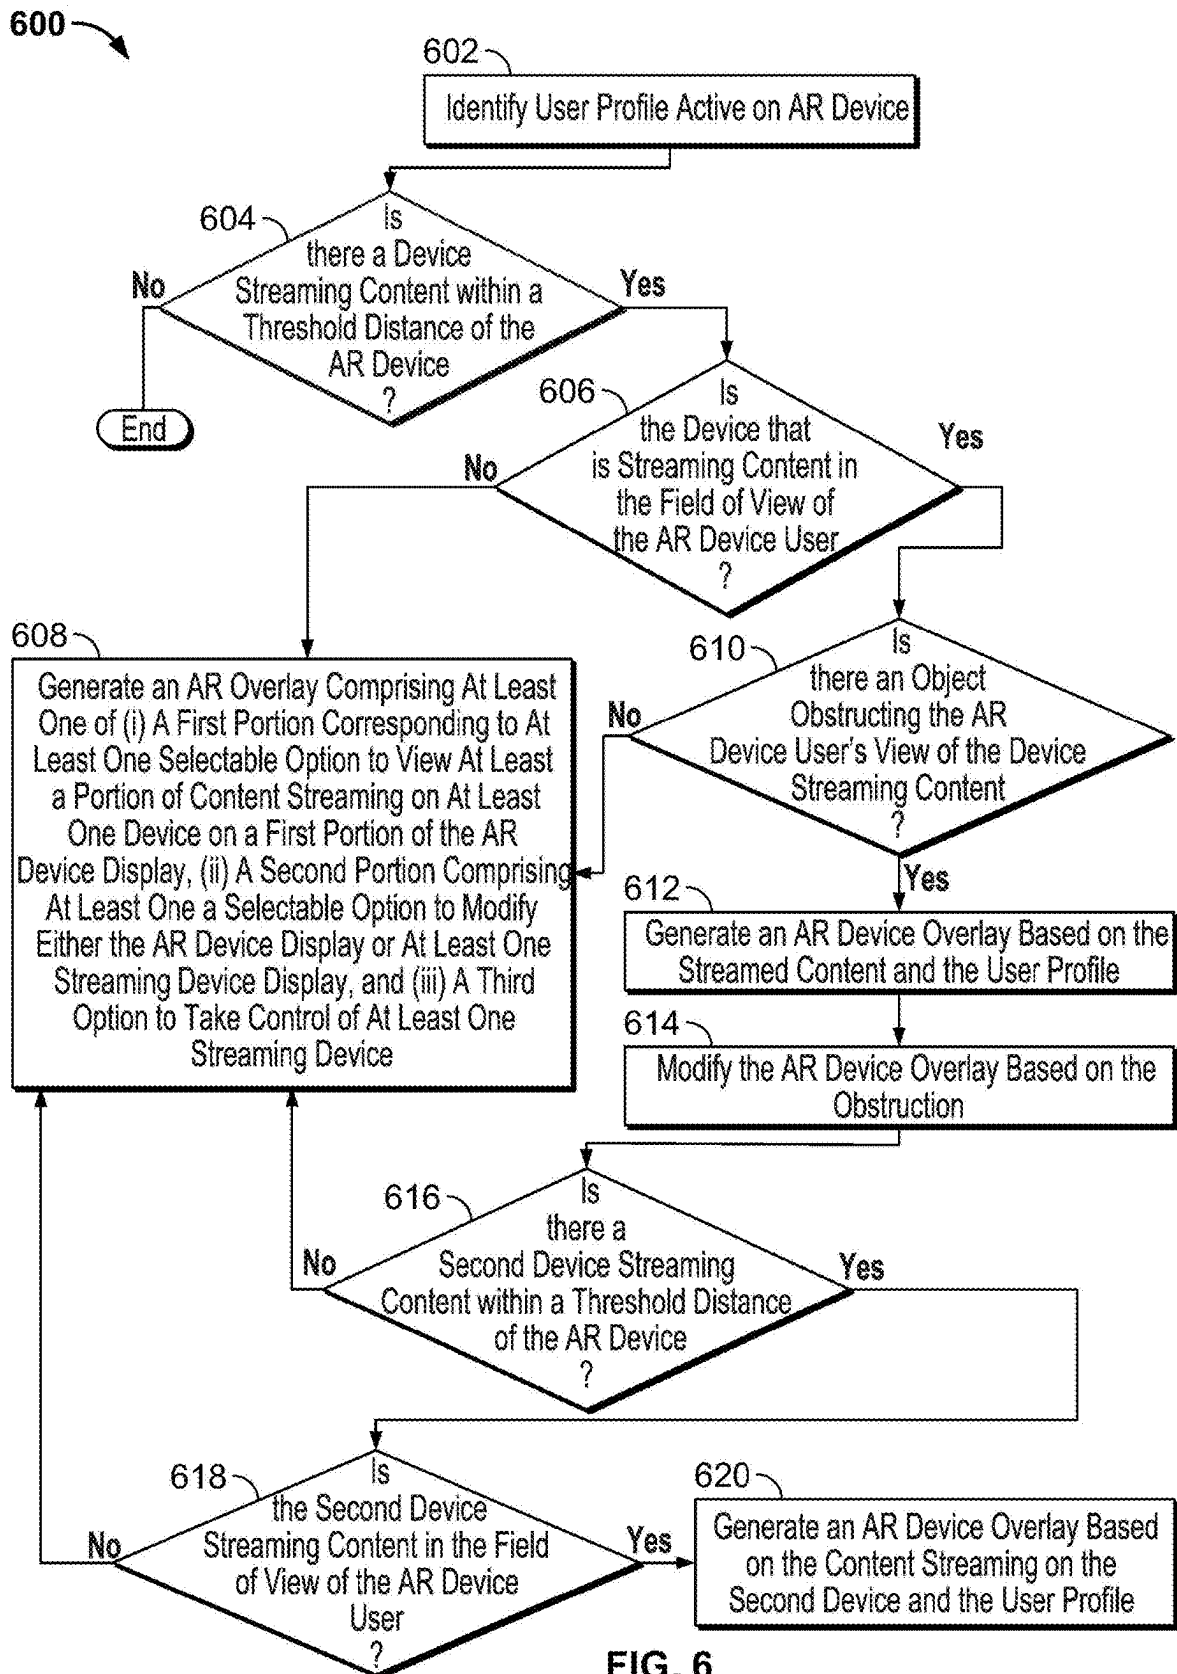 600
602
Identify User Profile Active on AR Device
604
Is
there a Device
Streaming Content within a
Threshold Distance of the
AR Device
?
No
Yes
End
606
Is
the Device that
is Streaming Content in
the Field of View of
the AR Device User
?
No
Yes
608
Generate an AR Overlay Comprising At Least
One of (i) A First Portion Corresponding to At
Least One Selectable Option to View At Least
a Portion of Content Streaming on At Least
One Device on a First Portion of the AR
Device Display, (ii) A Second Portion Comprising
At Least One a Selectable Option to Modify
Either the AR Device Display or At Least One
Streaming Device Display, and (iii) A Third
Option to Take Control of At Least One
Streaming Device
610
Is
there an Object
Obstructing the AR
Device User's View of the Device
Streaming Content
?
No
Yes
612
Generate an AR Device Overlay Based on the
Streamed Content and the User Profile
614
Modify the AR Device Overlay Based on the
Obstruction
616
Is
there a
Second Device Streaming
Content within a Threshold Distance
of the AR Device
?
No
Yes
618
Is
the Second Device
Streaming Content in the Field
of View of the AR Device
User
?
No
Yes
620
Generate an AR Device Overlay Based
on the Content Streaming on the
Second Device and the User Profile
FIG. 6